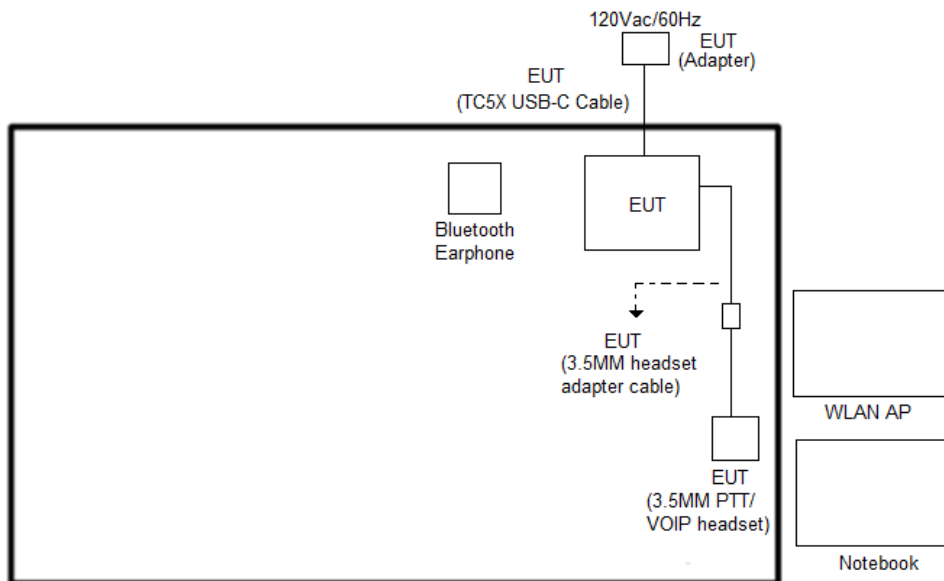 120Vac/60Hz
EUT
(Adapter)
EUT
(TC5X USB-C Cable)
EUT
Bluetooth
Earphone
EUT
(3.5MM headset
adapter cable)
WLAN AP
EUT
(3.5MM PTT/
VOIP headset)
Notebook